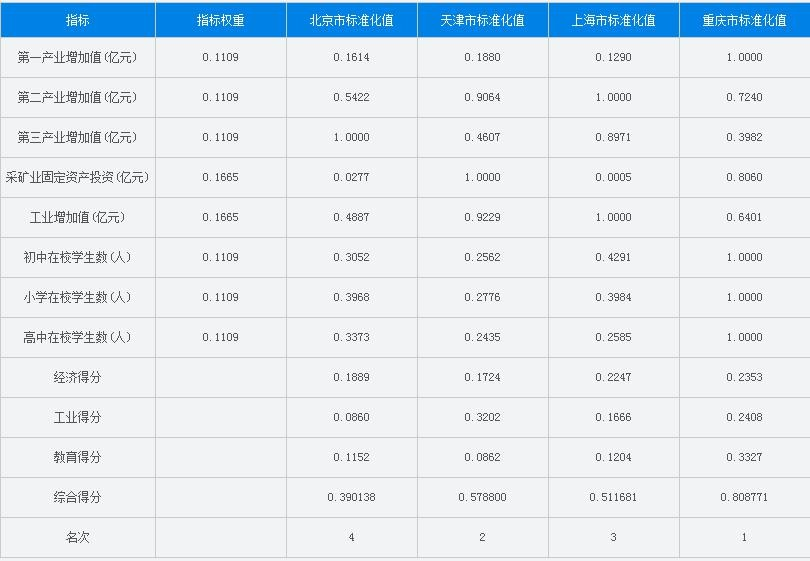 指标 指标权重 北京市标准化值 天津市标准化值 上海市标准化值 重庆市标准化值
第一产业增加值(亿元) 0.1109 0.1614 0.1880 0.1290 1.0000
第二产业增加值(亿元) 0.1109 0.5422 0.9064 1.0000 0.7240
第三产业增加值(亿元) 0.1109 1.0000 0.4607 0.8971 0.3982
采矿业固定资产投资(亿元) 0.1665 0.0277 1.0000 0.0005 0.8060
工业增加值(亿元) 0.1665 0.4887 0.9229 1.0000 0.6401
初中在校学生数(人) 0.1109 0.3052 0.2562 0.4291 1.0000
小学在校学生数(人) 0.1109 0.3968 0.2776 0.3984 1.0000
高中在校学生数(人) 0.1109 0.3373 0.2435 0.2585 1.0000
经济得分 0.1889 0.1724 0.2247 0.2353
工业得分 0.0860 0.3202 0.1666 0.2408
教育得分 0.1152 0.0862 0.1204 0.3327
综合得分 0.390138 0.578800 0.511681 0.808771
名次 4 2 3 1